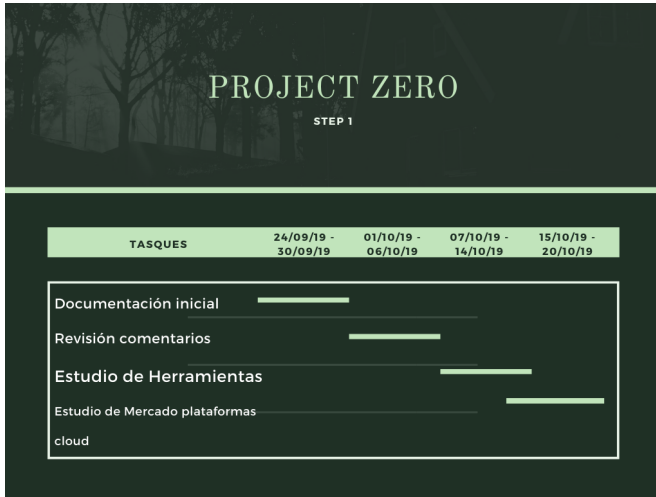 PROJECT ZERO
STEP 1
TASQUES
24/09/19 - 30/09/19
01/10/19 - 06/10/19
07/10/19 - 14/10/19
15/10/19 - 20/10/19
Documentación inicial
Revisión comentarios
Estudio de Herramientas
Estudio de Mercado plataformas
cloud